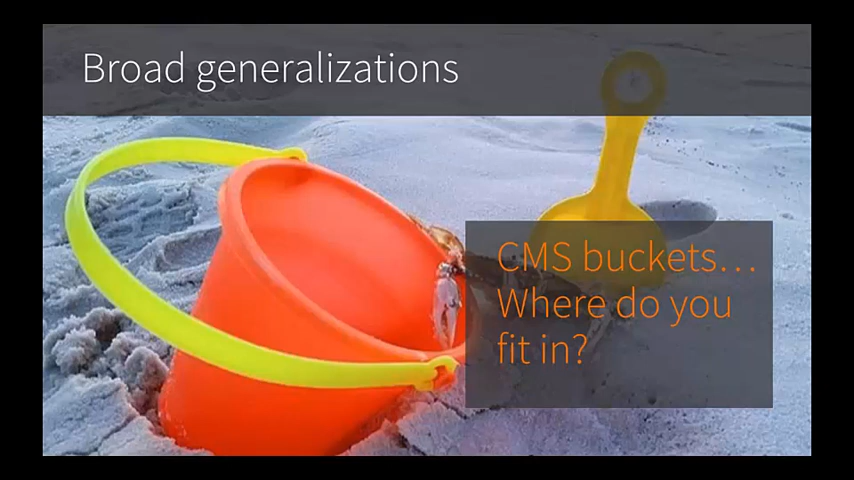 Broad generalizations
CMS buckets…
Where do you
fit in?